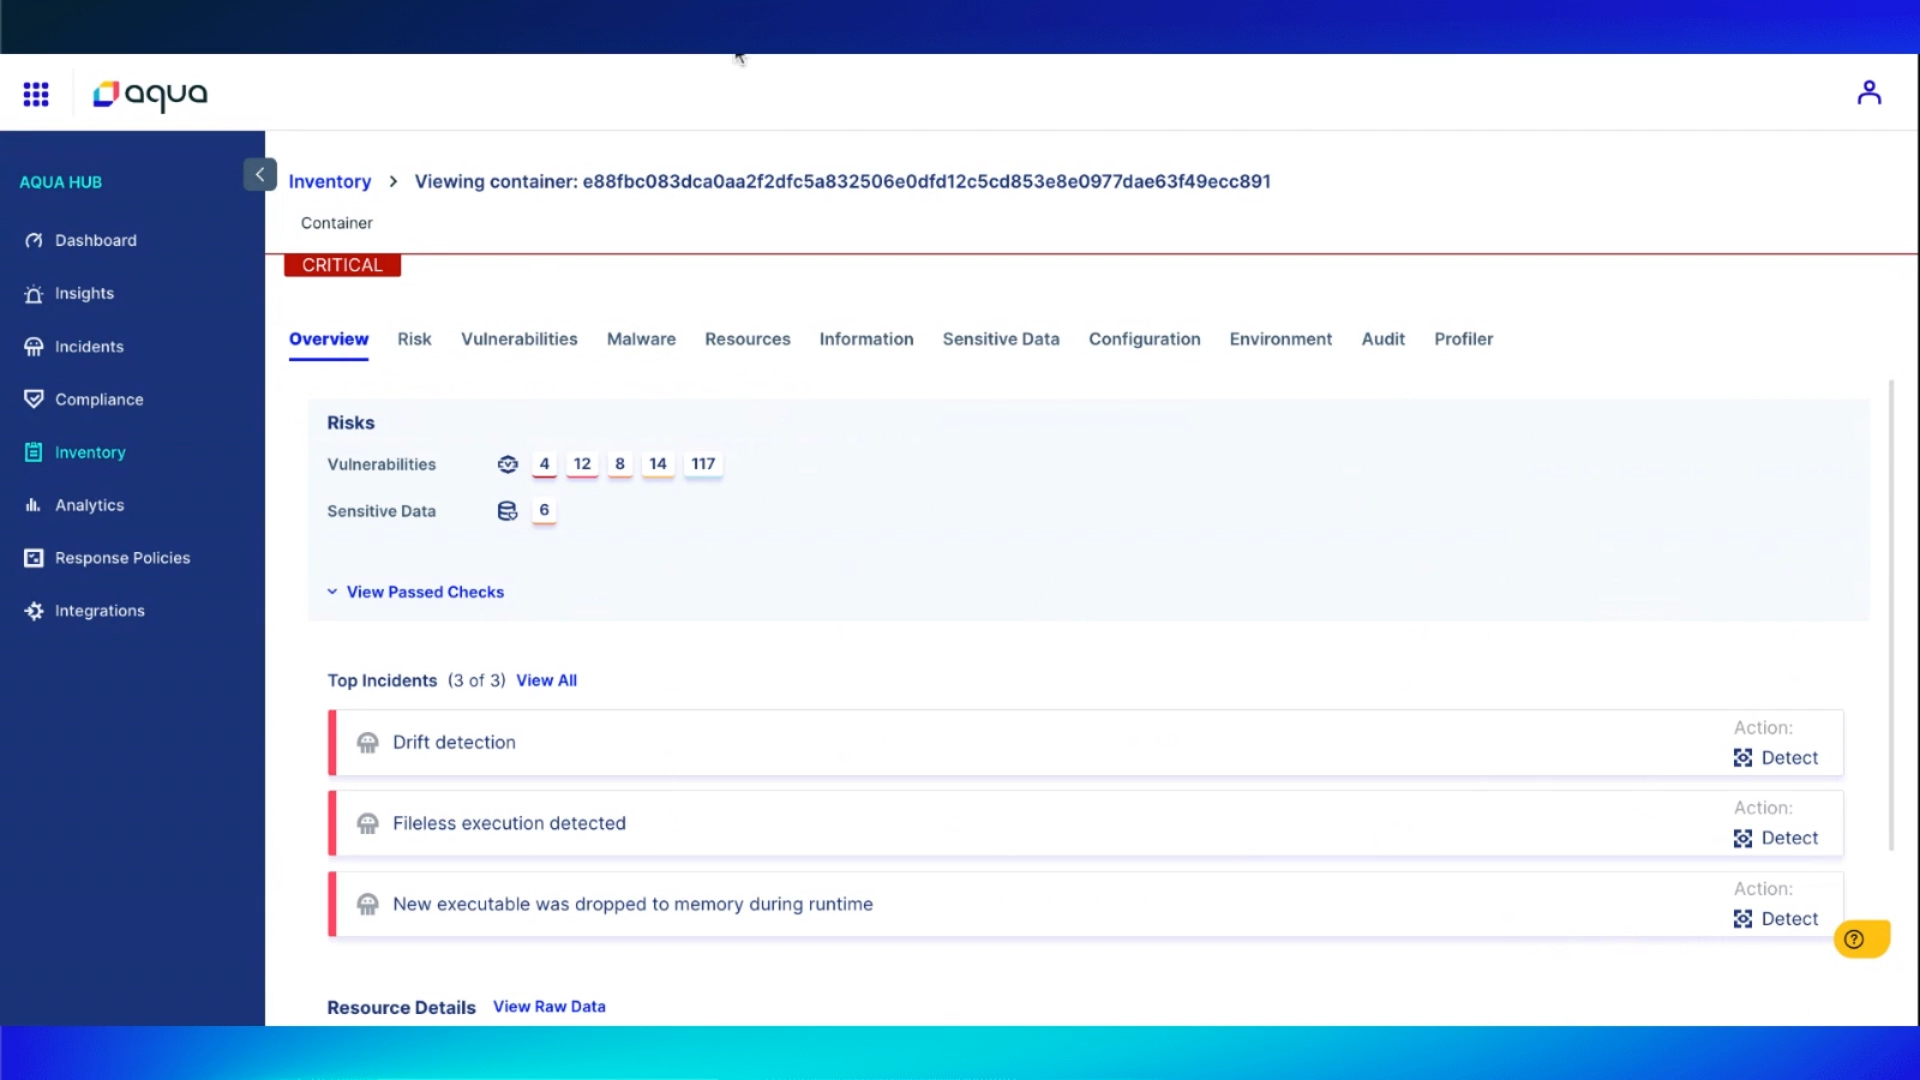 aqua
AQUA HUB
Dashboard
Insights
Incidents
Compliance
Inventory
Analytics
Response Policies
Integrations
Inventory > Viewing container: e88fbc083dca0aa2f2dfc5a832506e0dfd12c5cd853e8e0977dae63f49ecc891
Container
CRITICAL
Overview Risk Vulnerabilities Malware Resources Information Sensitive Data Configuration Environment Audit Profiler
Risks
Vulnerabilities CVE 4 12 8 14 117
Sensitive Data 6
View Passed Checks
Top Incidents (3 of 3) View All
Drift detection
Action:
Detect
Fileless execution detected
Action:
Detect
New executable was dropped to memory during runtime
Action:
Detect
?
Resource Details View Raw Data